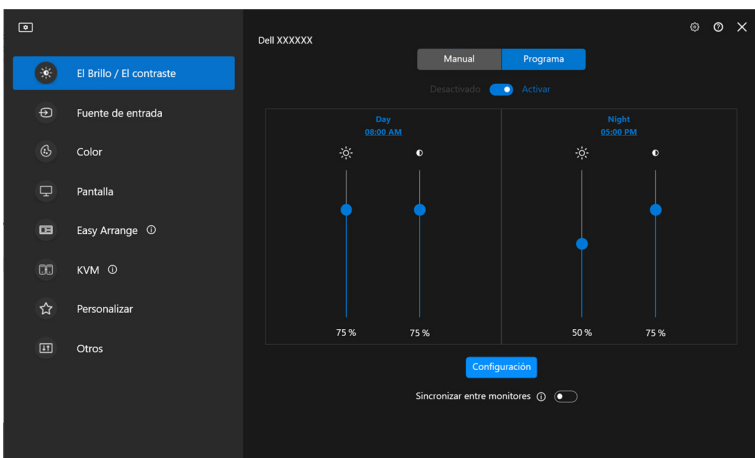 Dell XXXXXX
Manual Programa
El Brillo / El contraste
Desactivado Activar
Fuente de entrada
Day Night
08:00 AM 05:00 PM
Color
Pantalla
Easy Arrange
KVM
Personalizar
75 % 75 % 50 % 75 %
Otros
Configuración
Sincronizar entre monitores